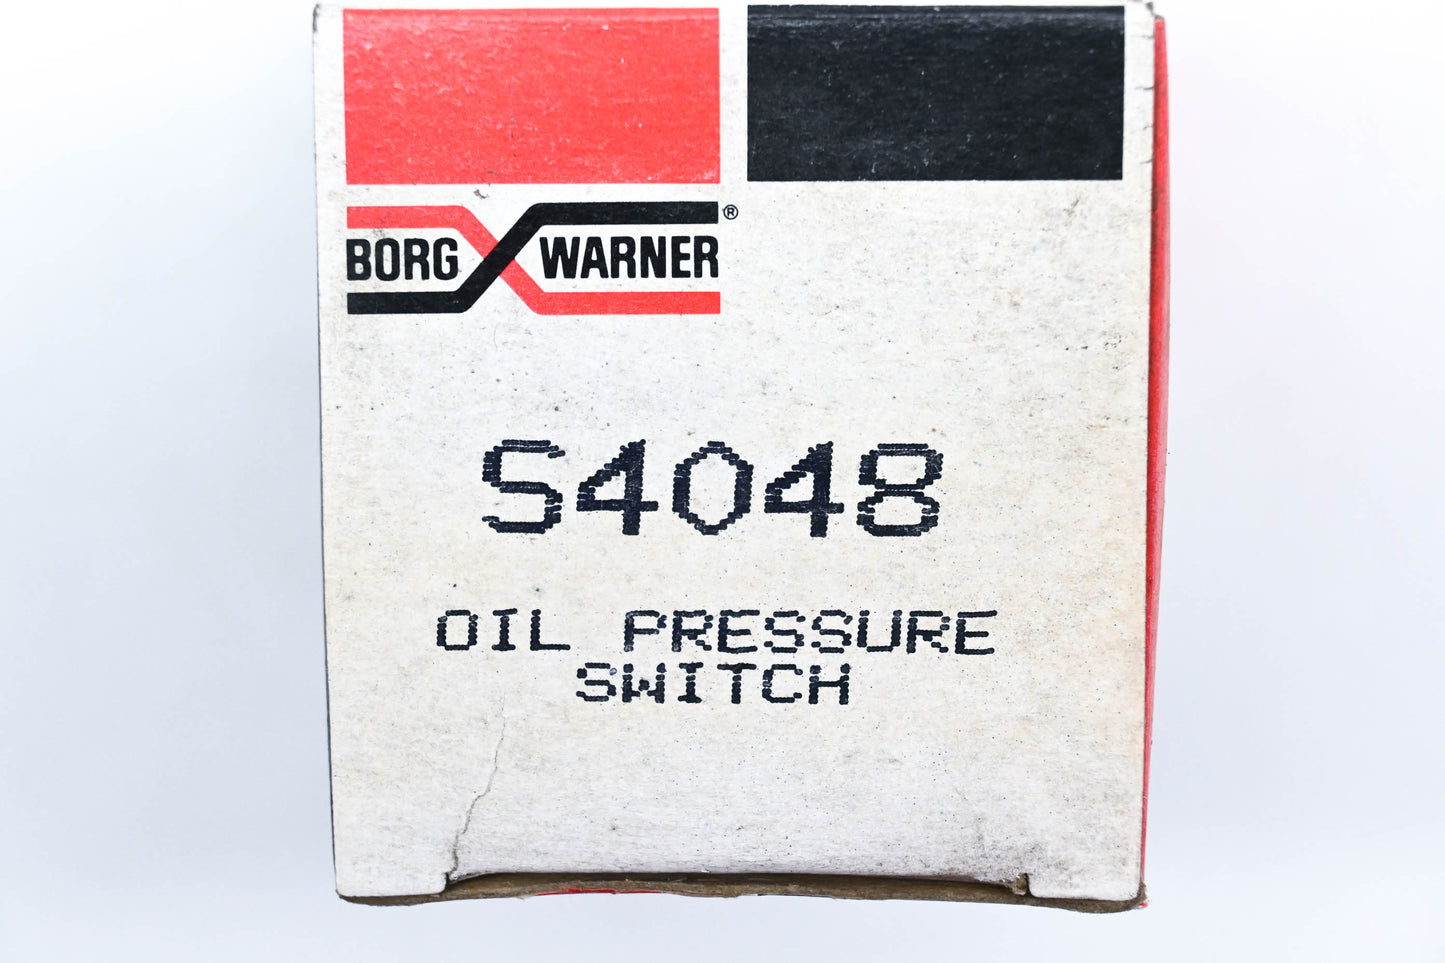 BORG WARNER®
S4048
OIL PRESSURE
SWITCH